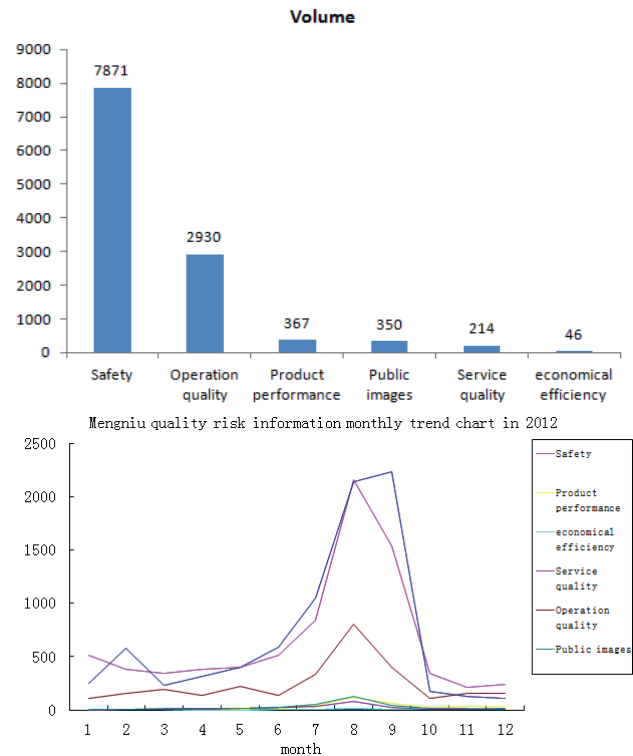 Volume
9000
8000
7000
6000
5000
4000
3000
2000
1000
0
7871
2930
367
350
214
46
Safety
Operation quality
Product performance
Public images
Service quality
economical efficiency
Mengniu quality risk information monthly trend chart in 2012
2500
2000
1500
1000
500
0
1 2 3 4 5 6 7 8 9 10 11 12
month
Safety
Product
performance
economical
efficiency
Service
quality
Operation
quality
Public images